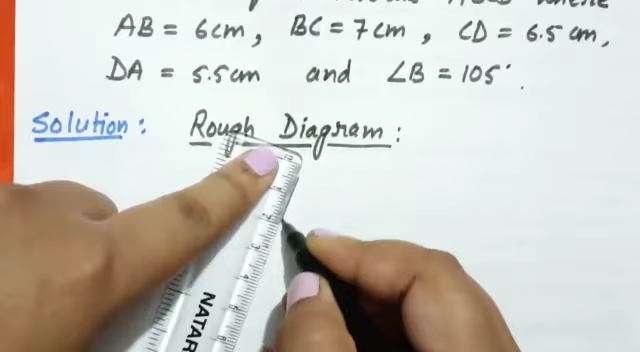 AB = 6cm, BC = 7cm, CD = 6.5 cm,
DA = 5.5cm and ∠B = 105°.
Solution: Rough Diagram:
NATAR